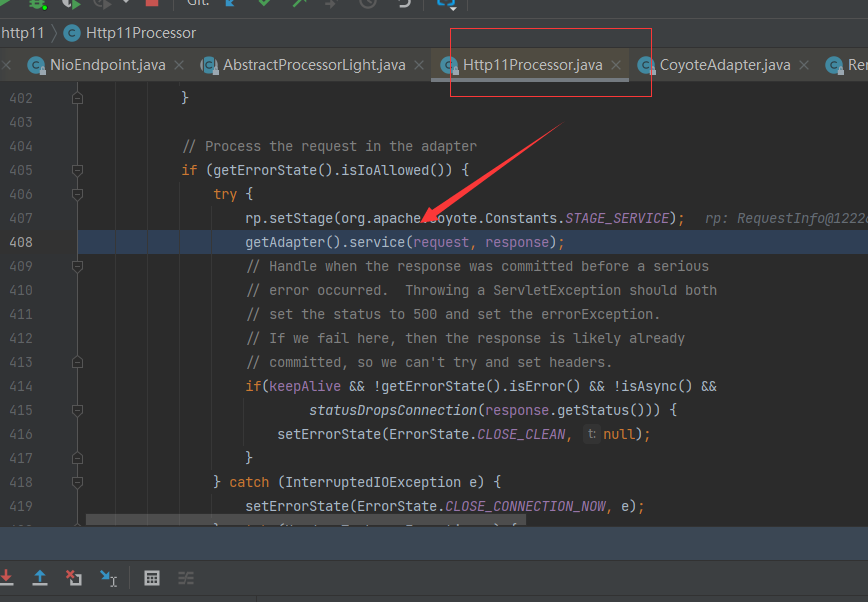 Git:
http11 Http11Processor
NioEndpoint.java AbstractProcessorLight.java Http11Processor.java CoyoteAdapter.java
402 }
403
404 // Process the request in the adapter
405 if (getErrorState().isIoAllowed()) {
406 try {
407 rp.setStage(org.apache.coyote.Constants.STAGE_SERVICE); rp: RequestInfo@1222
408 getAdapter().service(request, response);
409 // Handle when the response was committed before a serious
410 // error occurred.  Throwing a ServletException should both
411 // set the status to 500 and set the errorException.
412 // If we fail here, then the response is likely already
413 // committed, so we can't try and set headers.
414 if(keepAlive && !getErrorState().isError() && !isAsync() &&
415 statusDropsConnection(response.getStatus())) {
416 setErrorState(ErrorState.CLOSE_CLEAN, t: null);
417 }
418 } catch (InterruptedIOException e) {
419 setErrorState(ErrorState.CLOSE_CONNECTION_NOW, e);